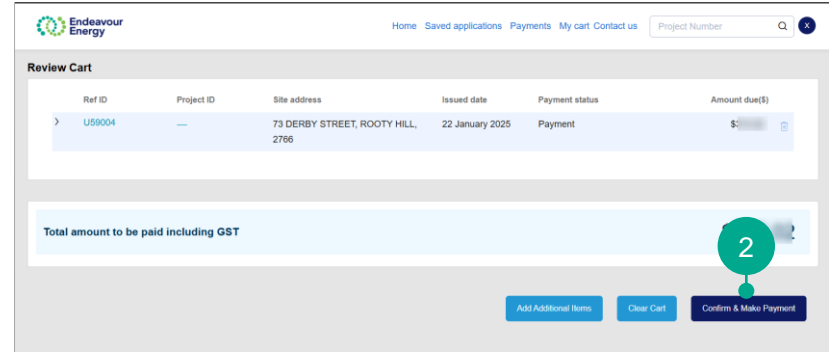 Endeavour
Energy
Home Saved applications Payments My cart Contact us Project Number X
Review Cart
Ref ID Project ID Site address Issued date Payment status Amount due($)
U59004 — 73 DERBY STREET, ROOTY HILL, 22 January 2025 Payment $
2766
Total amount to be paid including GST
2
Add Additional Items Clear Cart Confirm & Make Payment